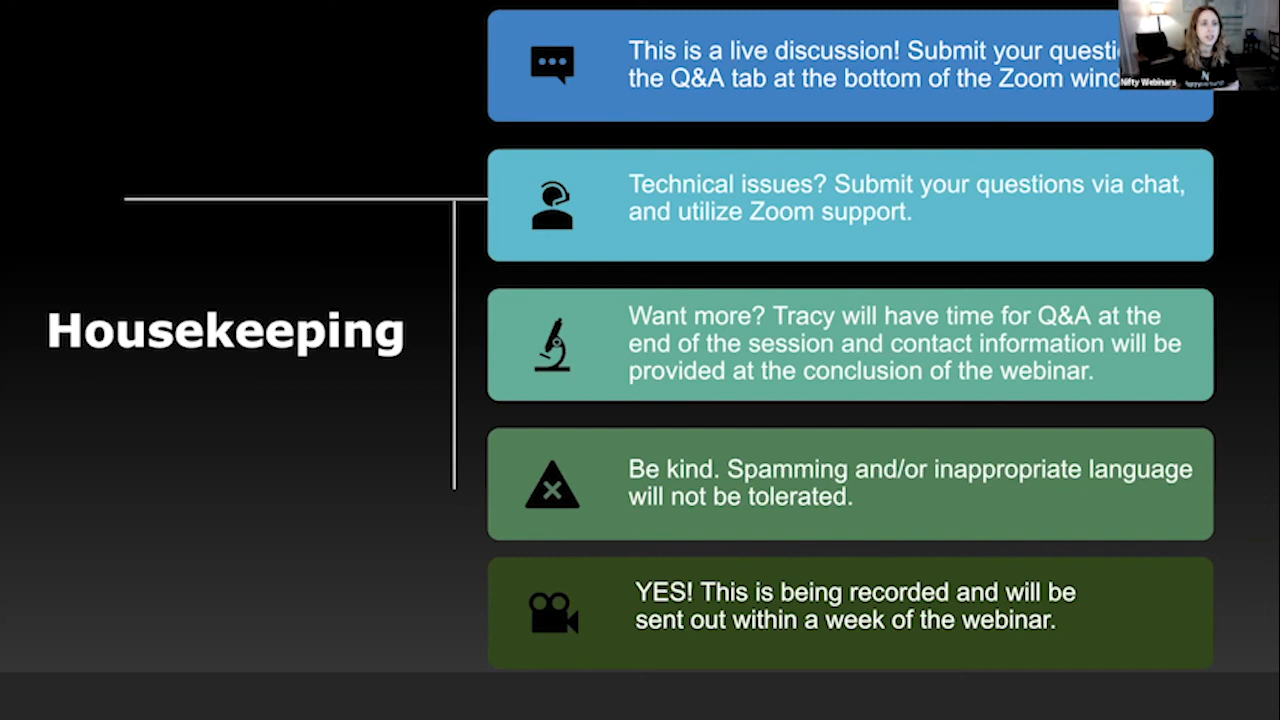 Housekeeping
This is a live discussion! Submit your
the Q&A tab at the bottom of the Zoom
Technical issues? Submit your questions via chat,
and utilize Zoom support.
Want more? Tracy will have time for Q&A at the
end of the session and contact information will be
provided at the conclusion of the webinar.
Be kind. Spamming and/or inappropriate language
will not be tolerated.
YES! This is being recorded and will be
sent out within a week of the webinar.
Nifty Webinars